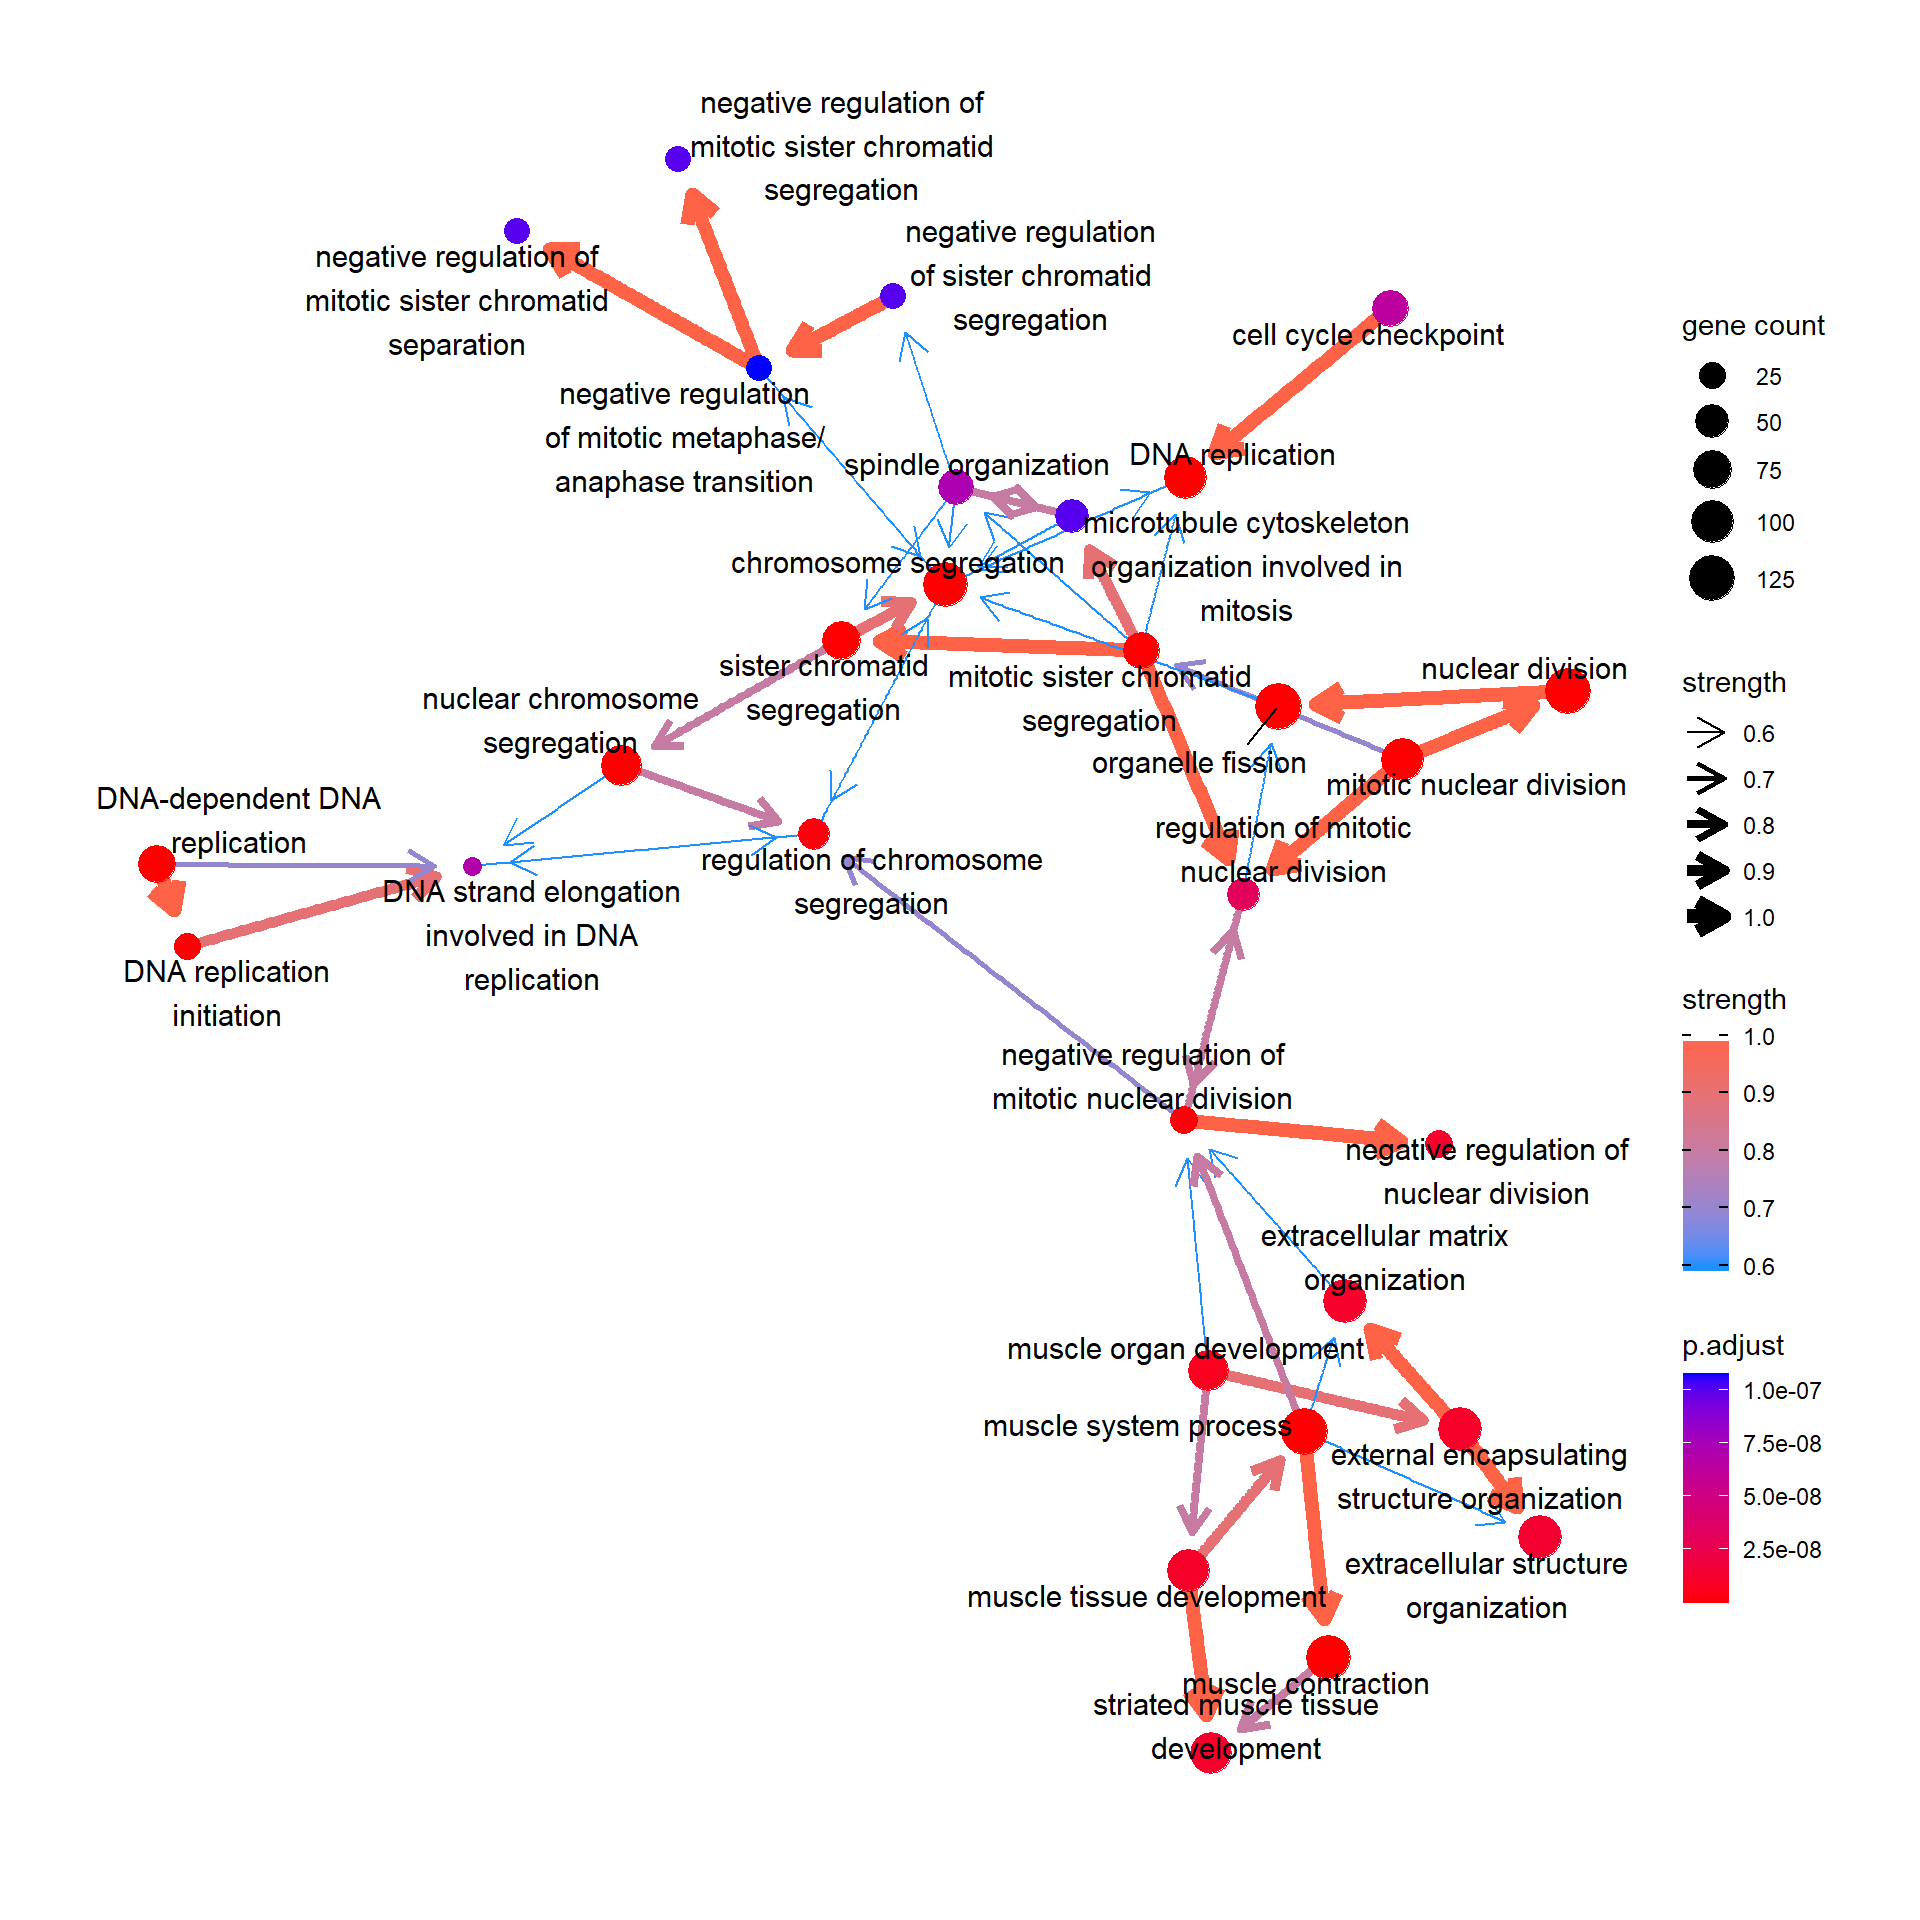 negative regulation of
mitotic sister chromatid
segregation
negative regulation of
mitotic sister chromatid
separation
negative regulation
of sister chromatid
segregation
cell cycle checkpoint
negative regulation
of mitotic metaphase/
anaphase transition
spindle organization
DNA replication
microtubule cytoskeleton
organization involved in
mitosis
chromosome segregation
sister chromatid
segregation
mitotic sister chromatid
segregation
nuclear division
nuclear chromosome
segregation
organelle fission
mitotic nuclear division
DNA-dependent DNA
replication
regulation of mitotic
nuclear division
regulation of chromosome
segregation
DNA strand elongation
involved in DNA
replication
DNA replication
initiation
negative regulation of
mitotic nuclear division
negative regulation of
nuclear division
extracellular matrix
organization
muscle organ development
muscle system process
external encapsulating
structure organization
extracellular structure
organization
muscle tissue development
muscle contraction
striated muscle tissue
development
gene count
25
50
75
100
125
strength
0.6
0.7
0.8
0.9
1.0
strength
1.0
0.9
0.8
0.7
0.6
p.adjust
1.0e-07
7.5e-08
5.0e-08
2.5e-08